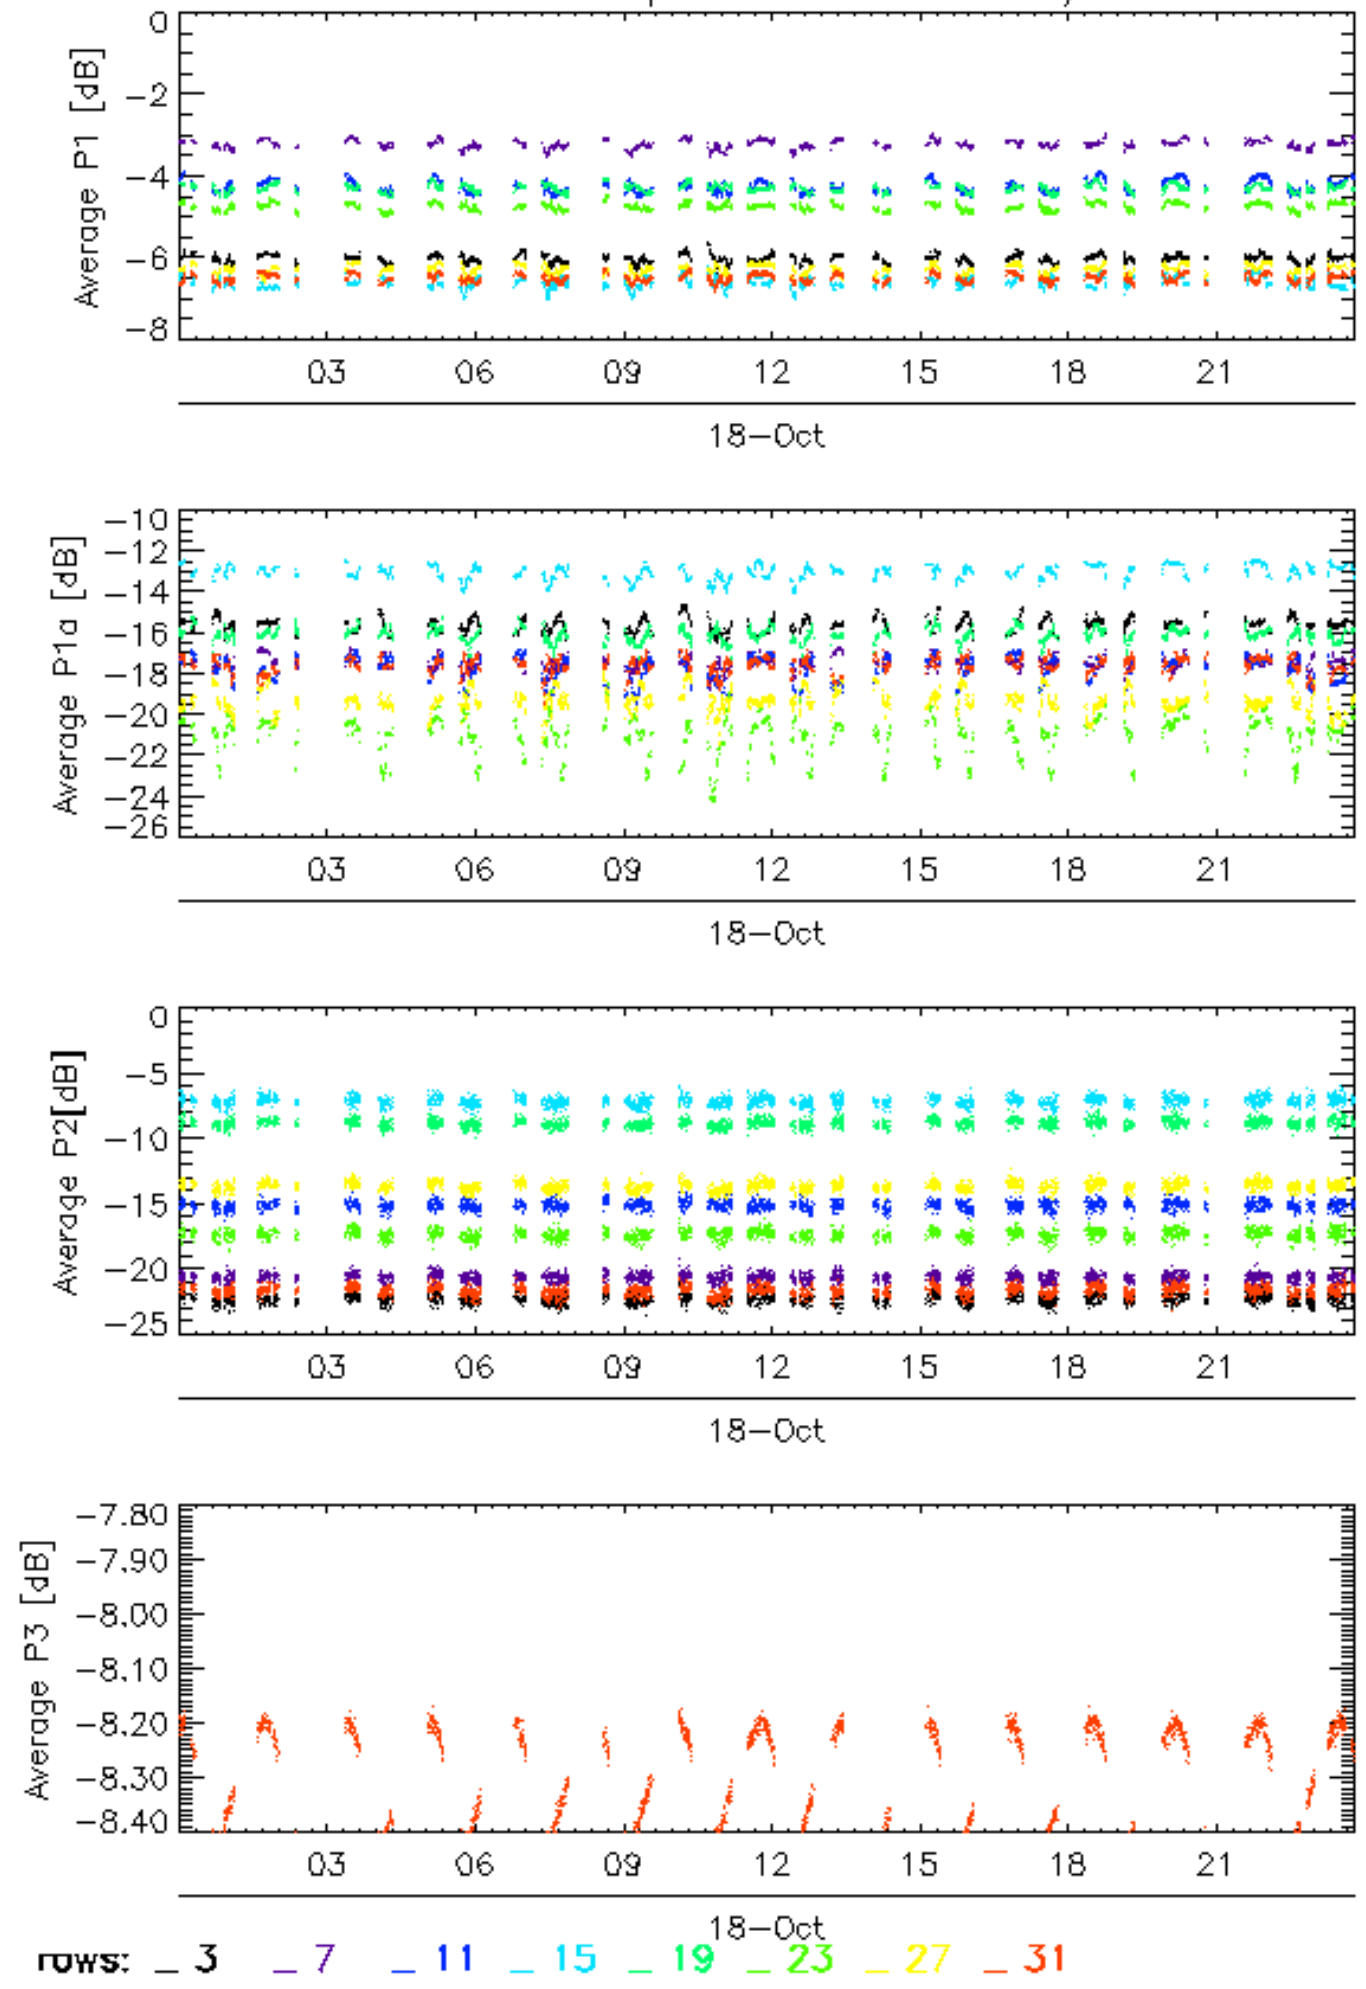 Average P1 [dB]
0
-2
-4
-6
-8
03 06 09 12 15 18 21
18-Oct
Average P1a [dB]
-10
-12
-14
-16
-18
-20
-22
-24
-26
03 06 09 12 15 18 21
18-Oct
Average P2[dB]
0
-5
-10
-15
-20
-25
03 06 09 12 15 18 21
18-Oct
Average P3 [dB]
-7.80
-7.90
-8.00
-8.10
-8.20
-8.30
-8.40
03 06 09 12 15 18 21
18-Oct
rows: _ 3 _ 7 _ 11 _ 15 _ 19 _ 23 _ 27 _ 31